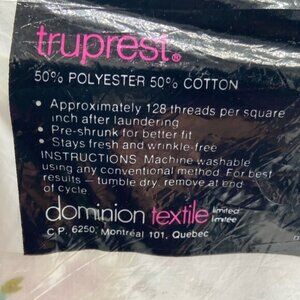 truprest®
50% POLYESTER 50% COTTON
• Approximately 128 threads per square
inch after laundering
• Pre-shrunk for better fit
• Stays fresh and wrinkle-free
INSTRUCTIONS: Machine washable
using any conventional method. For best
results – tumble dry, remove at end
of cycle.
dominion textile limited
limitée
C.P. 6250, Montréal 101, Quebec